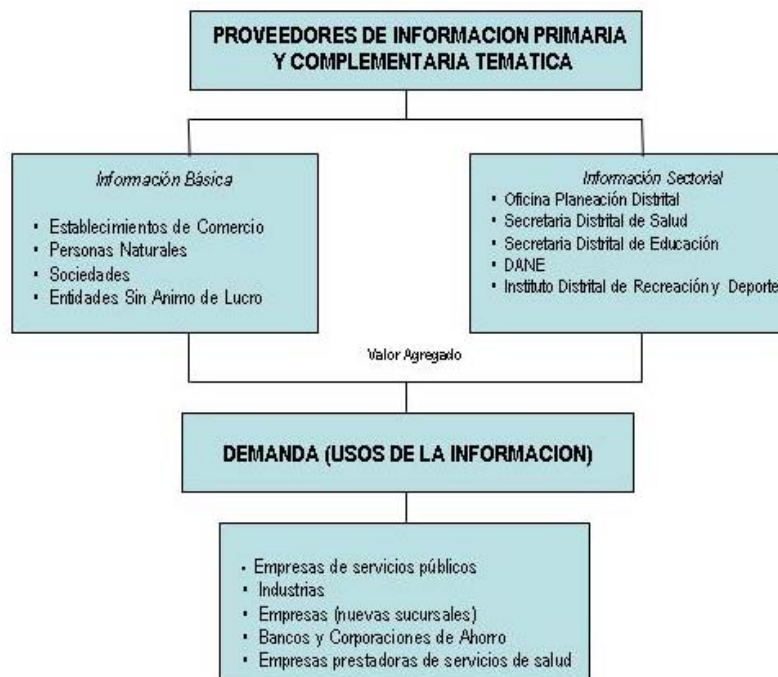 PROVEEDORES DE INFORMACION PRIMARIA
Y COMPLEMENTARIA TEMATICA
Información Básica
• Establecimientos de Comercio
• Personas Naturales
• Sociedades
• Entidades Sin Animo de Lucro
Información Sectorial
• Oficina Planeación Distrital
• Secretaria Distrital de Salud
• Secretaria Distrital de Educación
• DANE
• Instituto Distrital de Recreación y Deporte
Valor Agregado
DEMANDA (USOS DE LA INFORMACION)
• Empresas de servicios públicos
• Industrias
• Empresas (nuevas sucursales)
• Bancos y Corporaciones de Ahorro
• Empresas prestadoras de servicios de salud